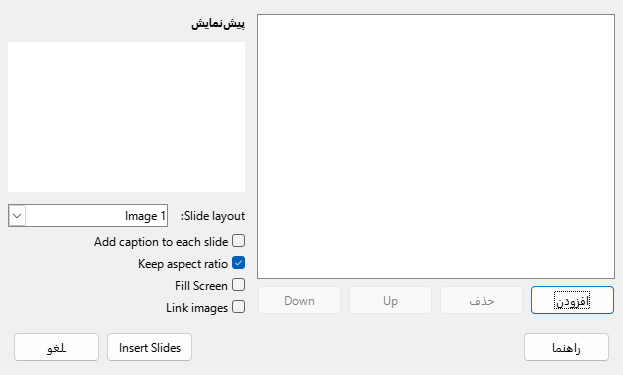 پیش‌نمایش
Slide layout:
Image 1
Add caption to each slide
Keep aspect ratio
Fill Screen
Link images
افزودن
حذف
Up
Down
راهنما
Insert Slides
لغو